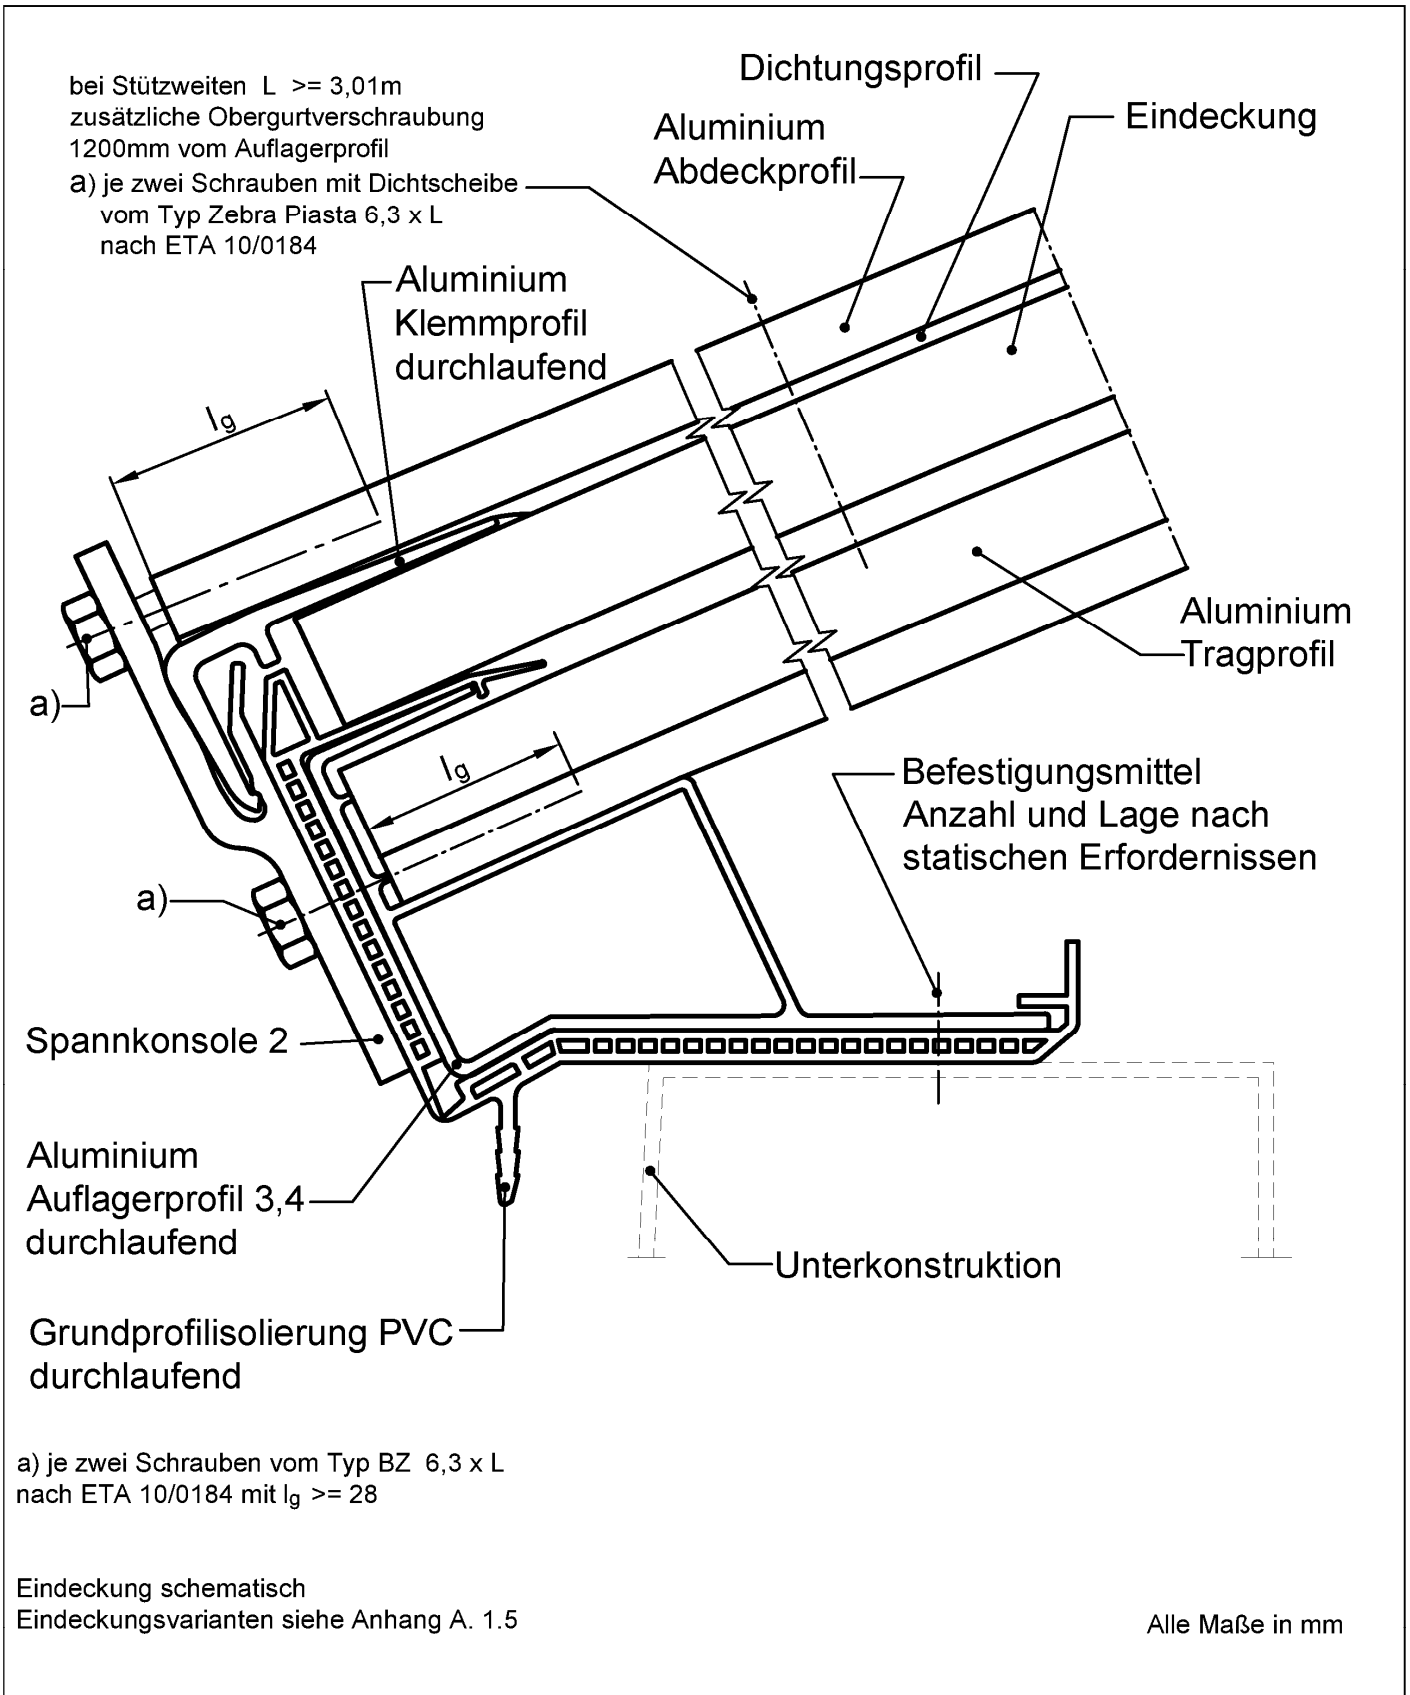 bei Stützweiten L >= 3,01m
zusätzliche Obergurtverschraubung
1200mm vom Auflagerprofil
a) je zwei Schrauben mit Dichtscheibe
vom Typ Zebra Piasta 6,3 x L
nach ETA 10/0184
Dichtungsprofil
Aluminium
Abdeckprofil
Eindeckung
Aluminium
Klemmprofil
durchlaufend
lg
a)
Aluminium
Tragprofil
lg
Befestigungsmittel
Anzahl und Lage nach
statischen Erfordernissen
a)
Spannkonsole 2
Aluminium
Auflagerprofil 3,4
durchlaufend
Unterkonstruktion
Grundprofilisolierung PVC
durchlaufend
a) je zwei Schrauben vom Typ BZ 6,3 x L
nach ETA 10/0184 mit lg >= 28
Eindeckung schematisch
Eindeckungsvarianten siehe Anhang A. 1.5
Alle Maße in mm